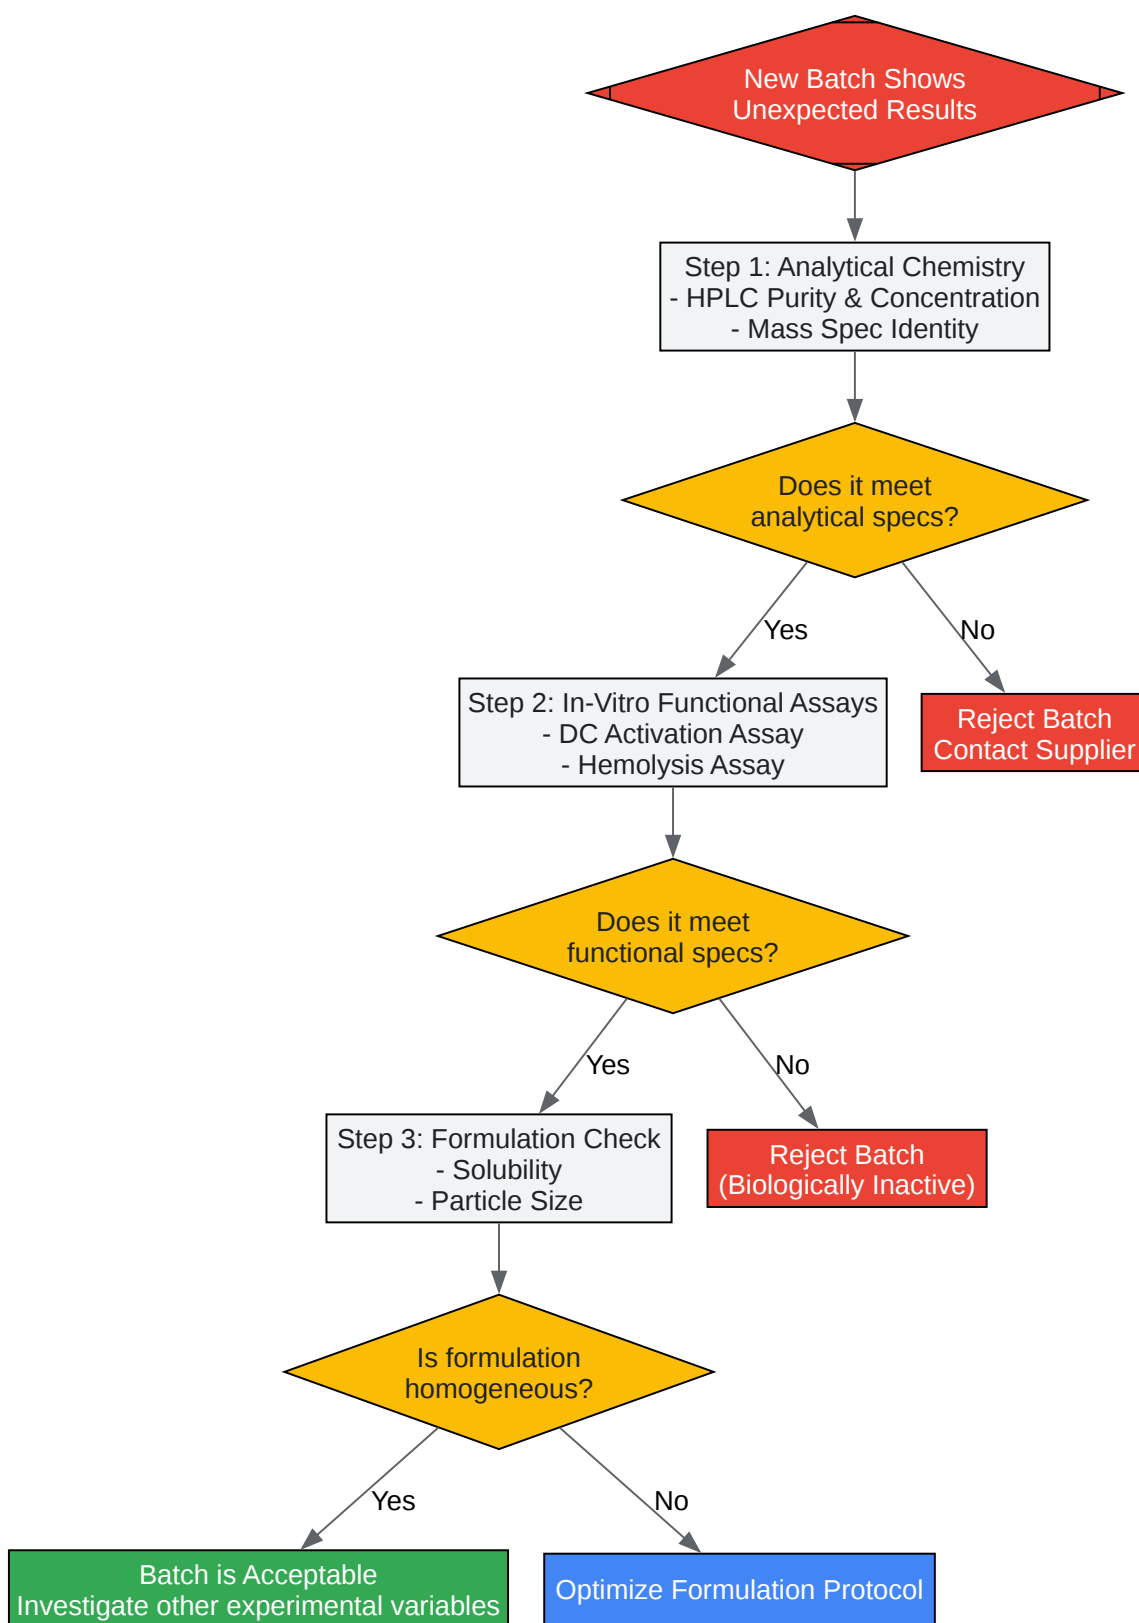 New Batch Shows
Unexpected Results
Step 1: Analytical Chemistry
- HPLC Purity & Concentration
- Mass Spec Identity
Does it meet
analytical specs?
Yes
No
Step 2: In-Vitro Functional Assays
- DC Activation Assay
- Hemolysis Assay
Reject Batch
Contact Supplier
Does it meet
functional specs?
Yes
No
Step 3: Formulation Check
- Solubility
- Particle Size
Reject Batch
(Biologically Inactive)
Is formulation
homogeneous?
Yes
No
Batch is Acceptable
Investigate other experimental variables
Optimize Formulation Protocol